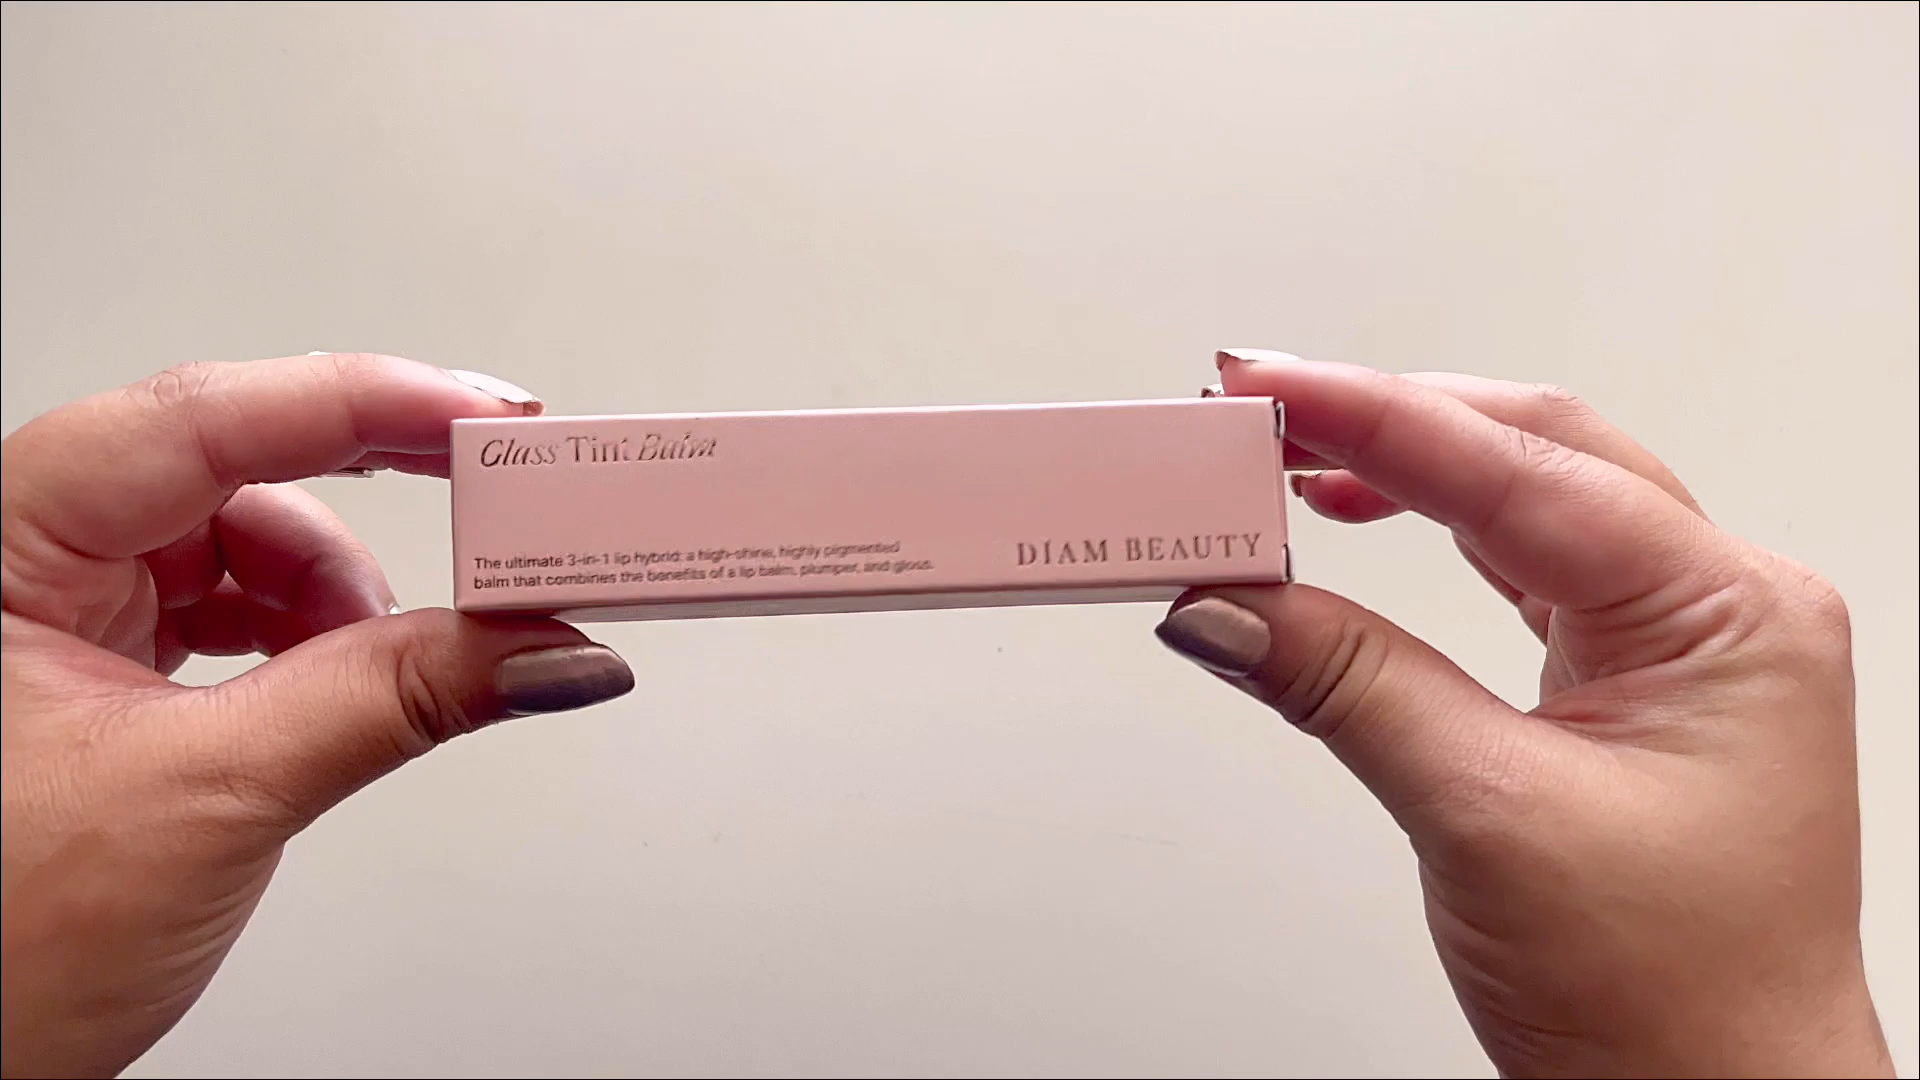 Glass Tint Balm
The ultimate 3-in-1 lip hybrid: a high-shine, highly pigmented
balm that combines the benefits of a lip balm, plumper, and gloss.
DIAM BEAUTY